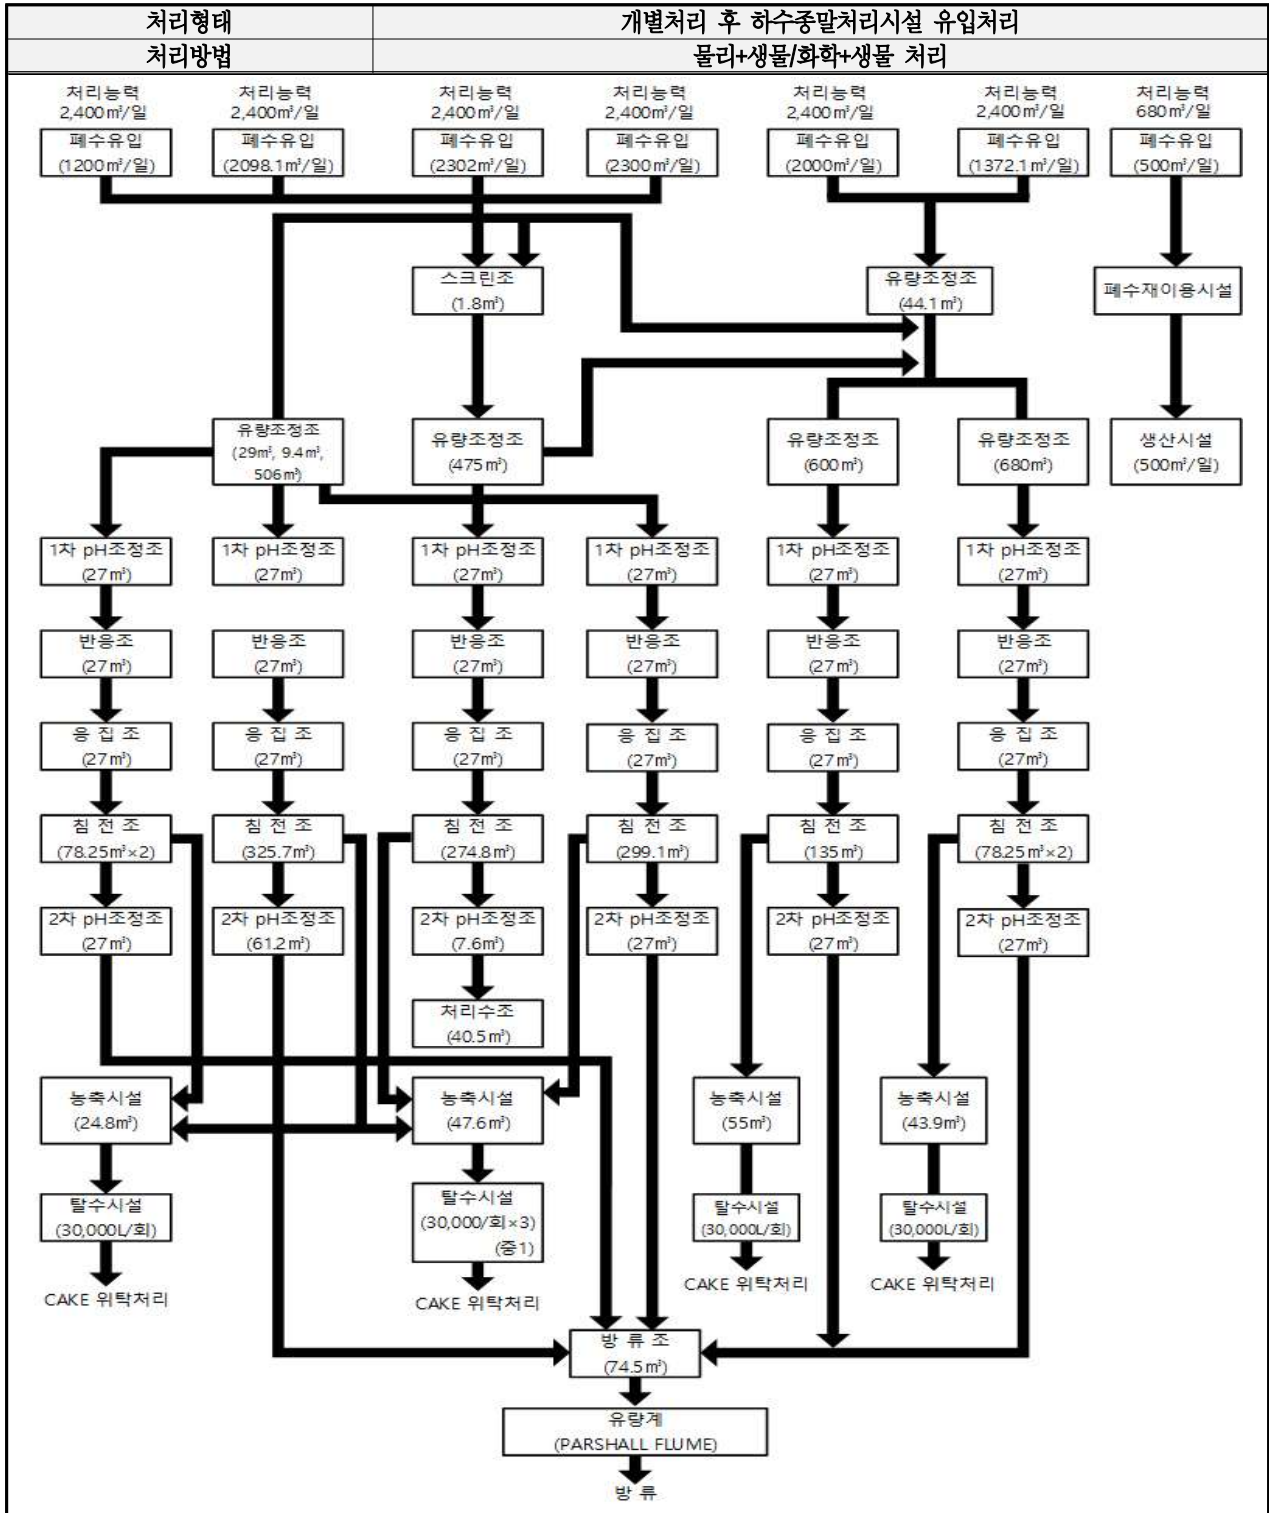 처리형태 개별처리 후 하수종말처리시설 유입처리
처리방법 물리+생물/화학+생물 처리
처리능력 처리능력 처리능력 처리능력 처리능력 처리능력 처리능력
2,400㎥/일 2,400㎥/일 2,400㎥/일 2,400㎥/일 2,400㎥/일 2,400㎥/일 680㎥/일
폐수유입 폐수유입 폐수유입 폐수유입 폐수유입 폐수유입 폐수유입
(1200㎥/일) (2098.1㎥/일) (2302㎥/일) (2300㎥/일) (2000㎥/일) (1372.1㎥/일) (500㎥/일)
스크린조 유량조정조 폐수재이용시설
(1.8㎥) (44.1㎥)
유량조정조 유량조정조 유량조정조 유량조정조 생산시설
(29㎥, 9.4㎥, (475㎥) (600㎥) (680㎥) (500㎥/일)
506㎥)
1차 pH조정조 1차 pH조정조 1차 pH조정조 1차 pH조정조 1차 pH조정조 1차 pH조정조
(27㎥) (27㎥) (27㎥) (27㎥) (27㎥) (27㎥)
반응조 반응조 반응조 반응조 반응조 반응조
(27㎥) (27㎥) (27㎥) (27㎥) (27㎥) (27㎥)
응 집 조 응 집 조 응 집 조 응 집 조 응 집 조 응 집 조
(27㎥) (27㎥) (27㎥) (27㎥) (27㎥) (27㎥)
침 전 조 침 전 조 침 전 조 침 전 조 침 전 조 침 전 조
(78.25㎥×2) (325.7㎥) (274.8㎥) (299.1㎥) (135㎥) (78.25㎥×2)
2차 pH조정조 2차 pH조정조 2차 pH조정조 2차 pH조정조 2차 pH조정조 2차 pH조정조
(27㎥) (61.2㎥) (7.6㎥) (27㎥) (27㎥) (27㎥)
처리수조
(40.5㎥)
농축시설 농축시설 농축시설 농축시설
(24.8㎥) (47.6㎥) (55㎥) (43.9㎥)
탈수시설 탈수시설 탈수시설 탈수시설
(30,000L/회) (30,000/회×3) (30,000L/회) (30,000L/회)
(중1)
CAKE 위탁처리 CAKE 위탁처리 CAKE 위탁처리 CAKE 위탁처리
방 류 조
(74.5㎥)
유량계
(PARSHALL FLUME)
방 류